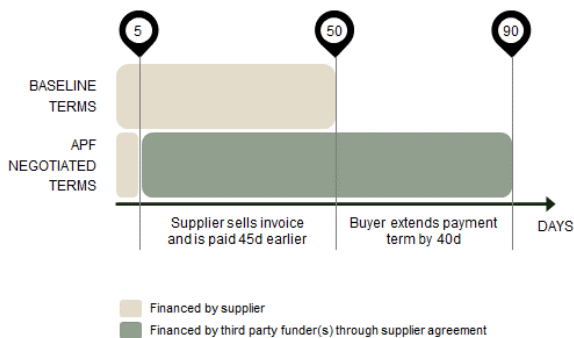 5
50
90
BASELINE
TERMS
APF
NEGOTIATED
TERMS
Supplier sells invoice
and is paid 45d earlier
Buyer extends payment
term by 40d
DAYS
Financed by supplier
Financed by third party funder(s) through supplier agreement